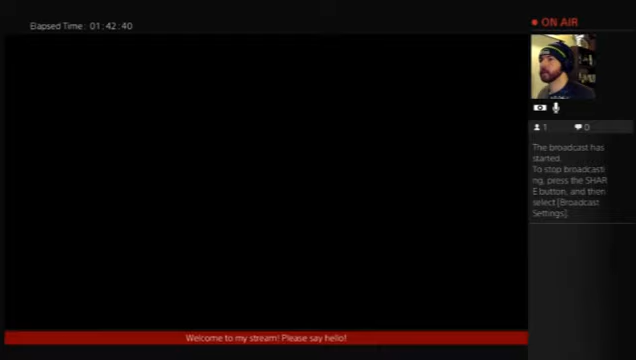 Elapsed Time : 01:42:40
ON AIR
1 0
The broadcast has
started.
To stop broadcasti
ng, press the SHAR
E button, and then
select [Broadcast
Settings].
Welcome to my stream! Please say hello!